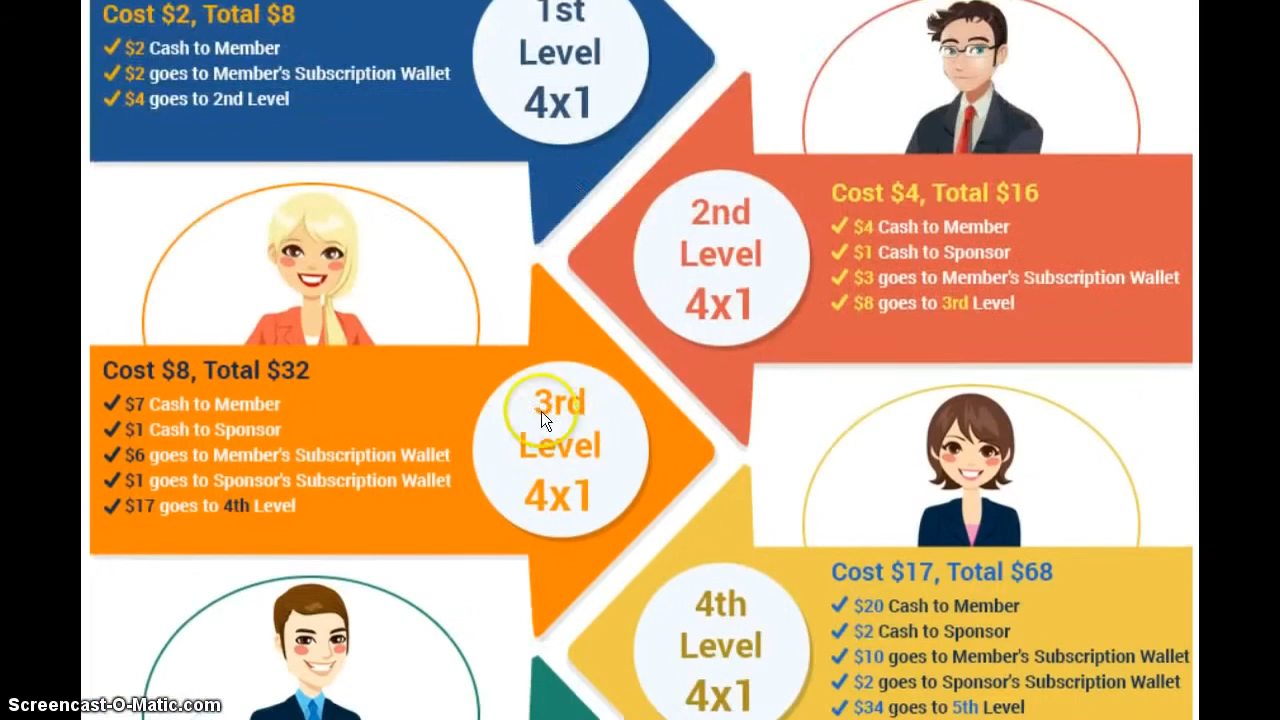 Cost $2, Total $8
$2 Cash to Member
$2 goes to Member's Subscription Wallet
$4 goes to 2nd Level
1st
Level
4x1
2nd
Level
4x1
Cost $4, Total $16
$4 Cash to Member
$1 Cash to Sponsor
$3 goes to Member's Subscription Wallet
$8 goes to 3rd Level
Cost $8, Total $32
$7 Cash to Member
$1 Cash to Sponsor
$6 goes to Member's Subscription Wallet
$1 goes to Sponsor's Subscription Wallet
$17 goes to 4th Level
3rd
Level
4x1
4th
Level
4x1
Cost $17, Total $68
$20 Cash to Member
$2 Cash to Sponsor
$10 goes to Member's Subscription Wallet
$2 goes to Sponsor's Subscription Wallet
$34 goes to 5th Level
Screencast-O-Matic.com